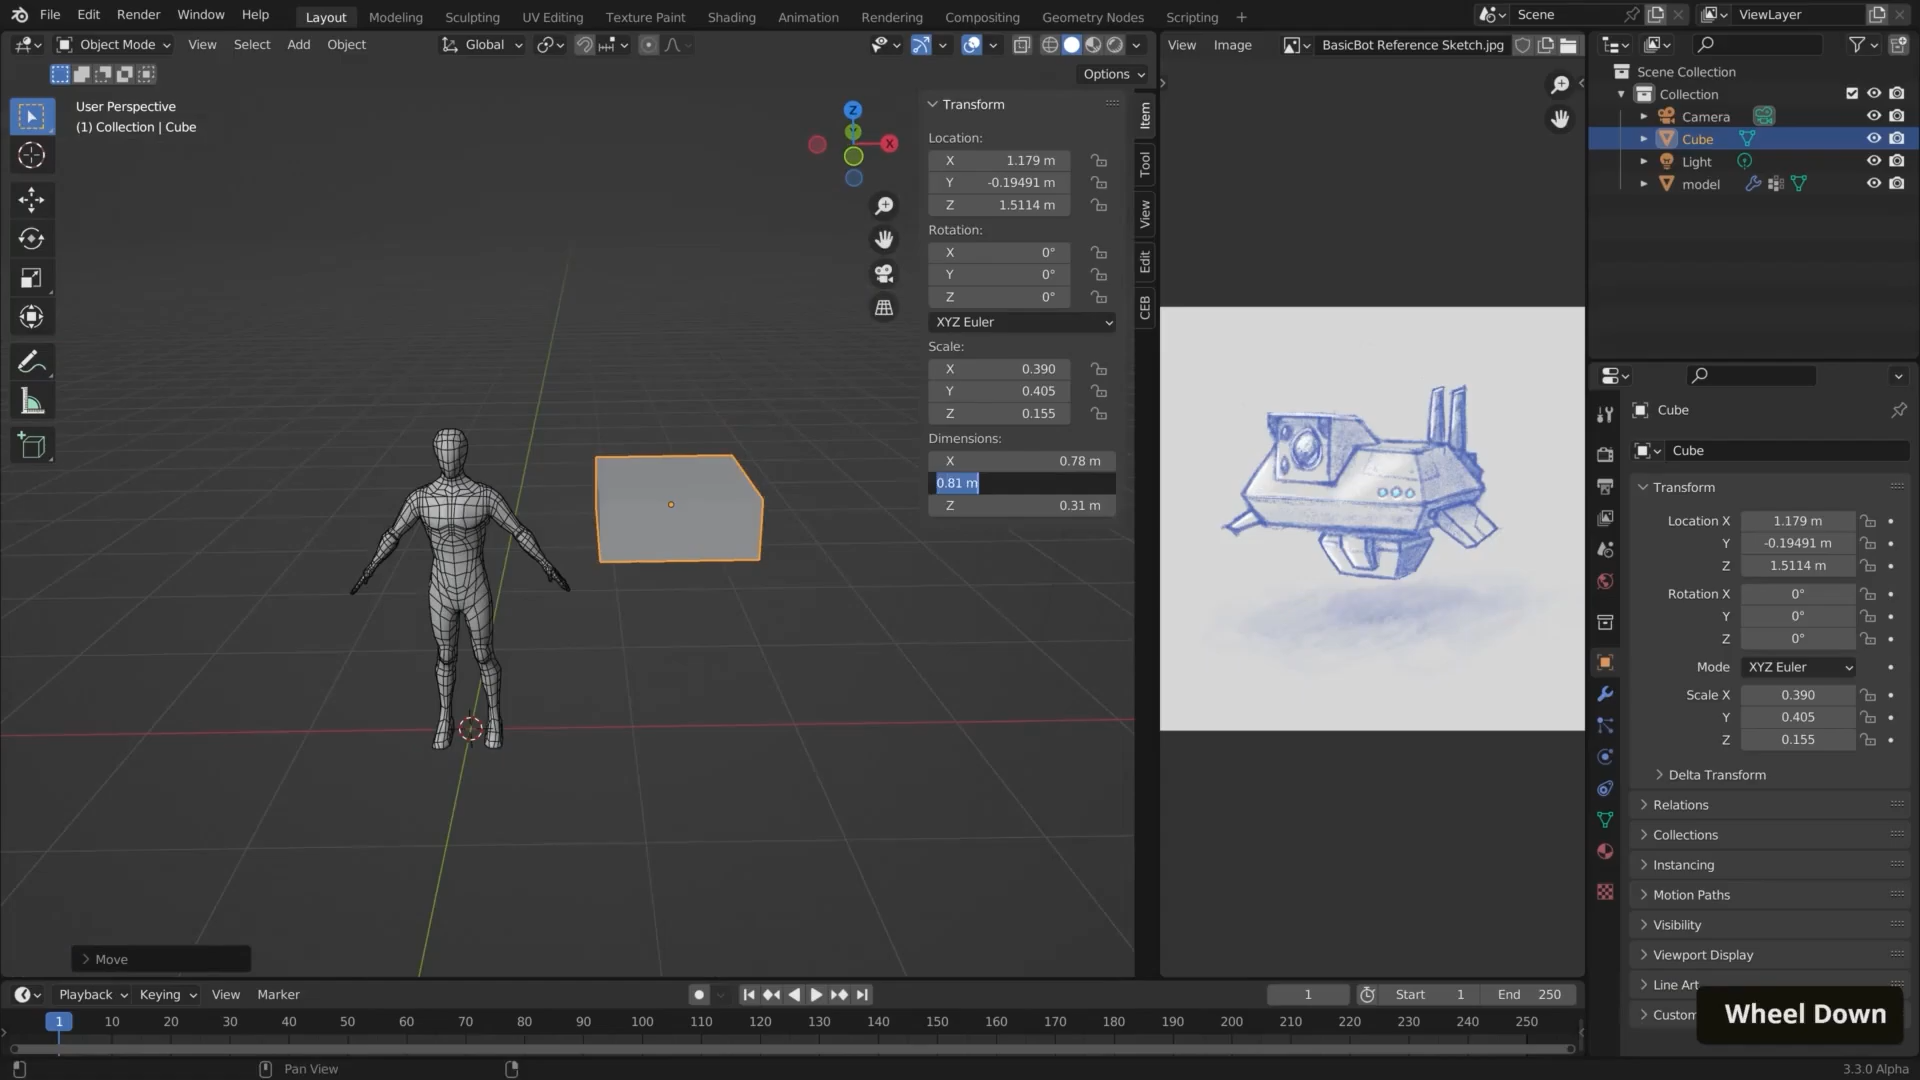 File Edit Render Window Help Layout Modeling Sculpting UV Editing Texture Paint Shading Animation Rendering Compositing Geometry Nodes Scripting + Scene ViewLayer
Object Mode View Select Add Object Global View Image BasicBot Reference Sketch.jpg
Options
User Perspective
(1) Collection | Cube
Z
X
Transform
Location:
X 1.179 m
Y -0.19491 m
Z 1.5114 m
Rotation:
X 0°
Y 0°
Z 0°
XYZ Euler
Scale:
X 0.390
Y 0.405
Z 0.155
Dimensions:
X 0.78 m
0.81 m
Z 0.31 m
Item
Tool
View
Edit
CEB
Scene Collection
Collection
Camera
Cube
Light
model
Cube
Cube
Transform
Location X 1.179 m
Y -0.19491 m
Z 1.5114 m
Rotation X 0°
Y 0°
Z 0°
Mode XYZ Euler
Scale X 0.390
Y 0.405
Z 0.155
Delta Transform
Relations
Collections
Instancing
Motion Paths
Visibility
Viewport Display
Line Art
Custom
Wheel Down
Move
Playback Keying View Marker 1 Start 1 End 250
1 10 20 30 40 50 60 70 80 90 100 110 120 130 140 150 160 170 180 190 200 210 220 230 240 250
Pan View 3.3.0 Alpha